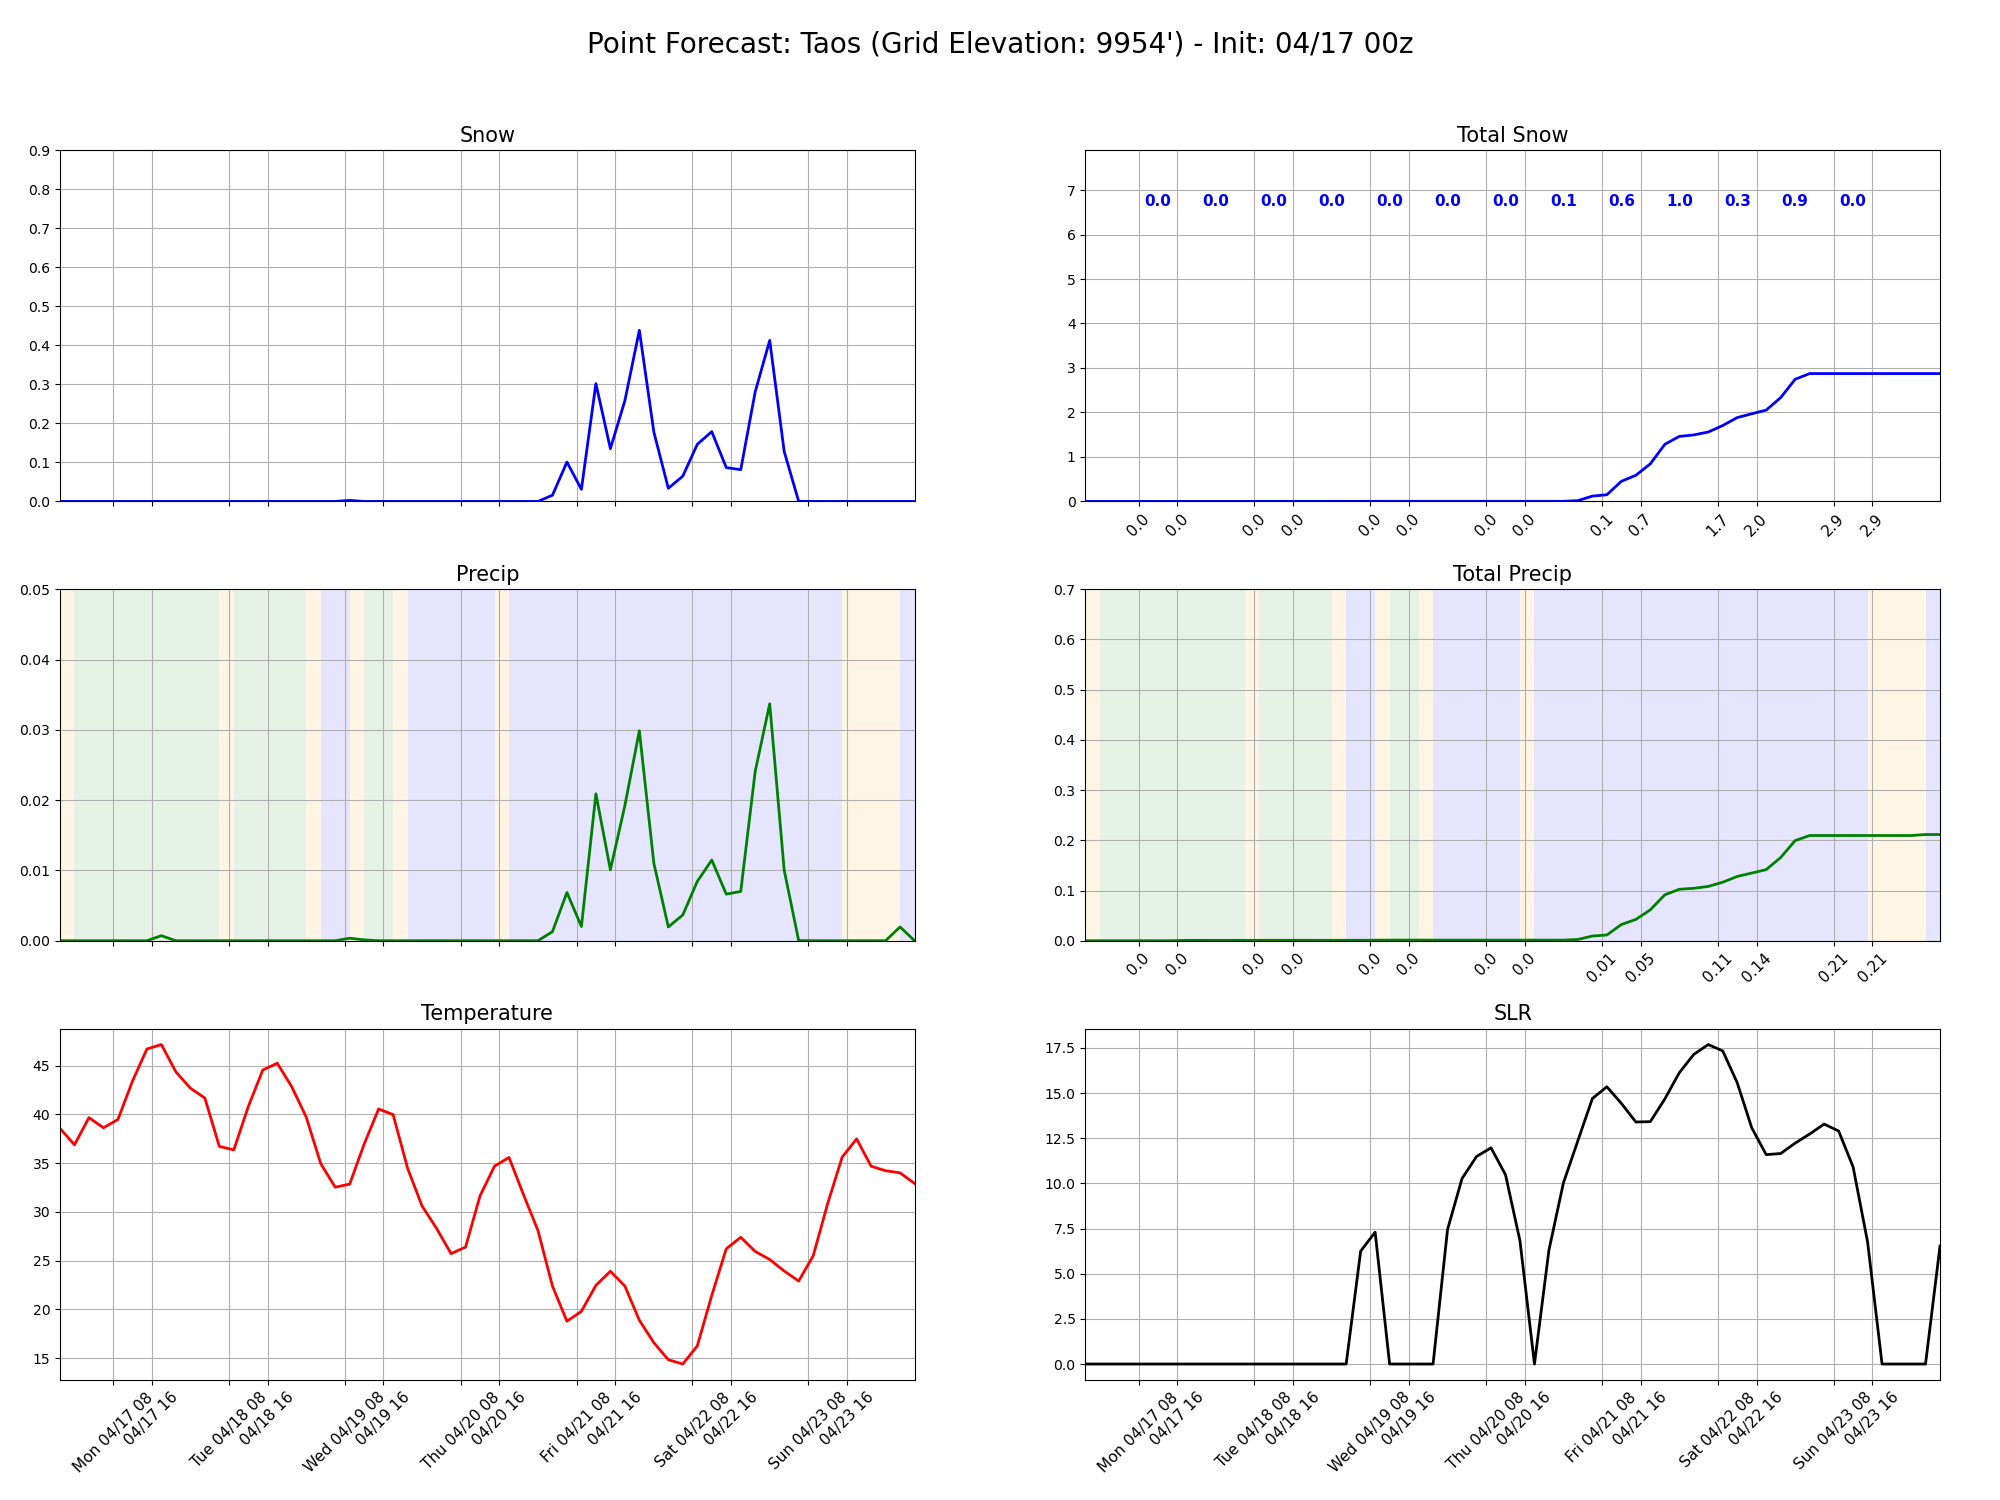 Point Forecast: Taos (Grid Elevation: 9954') - Init: 04/17 00z
Snow
0.9
0.8
0.7
0.6
0.5
0.4
0.3
0.2
0.1
0.0
Total Snow
7
6
5
4
3
2
1
0
0.0 0.0 0.0 0.0 0.0 0.0 0.0 0.1 0.6 1.0 0.3 0.9 0.0
0.0 0.0 0.0 0.0 0.0 0.0 0.0 0.0 0.1 0.7 1.7 2.0 2.9 2.9
Precip
0.05
0.04
0.03
0.02
0.01
0.00
Total Precip
0.7
0.6
0.5
0.4
0.3
0.2
0.1
0.0
0.0 0.0 0.0 0.0 0.0 0.0 0.0 0.0 0.01 0.05 0.11 0.14 0.21 0.21
Temperature
45
40
35
30
25
20
15
Mon 04/17 08
04/17 16
Tue 04/18 08
04/18 16
Wed 04/19 08
04/19 16
Thu 04/20 08
04/20 16
Fri 04/21 08
04/21 16
Sat 04/22 08
04/22 16
Sun 04/23 08
04/23 16
SLR
17.5
15.0
12.5
10.0
7.5
5.0
2.5
0.0
Mon 04/17 08
04/17 16
Tue 04/18 08
04/18 16
Wed 04/19 08
04/19 16
Thu 04/20 08
04/20 16
Fri 04/21 08
04/21 16
Sat 04/22 08
04/22 16
Sun 04/23 08
04/23 16